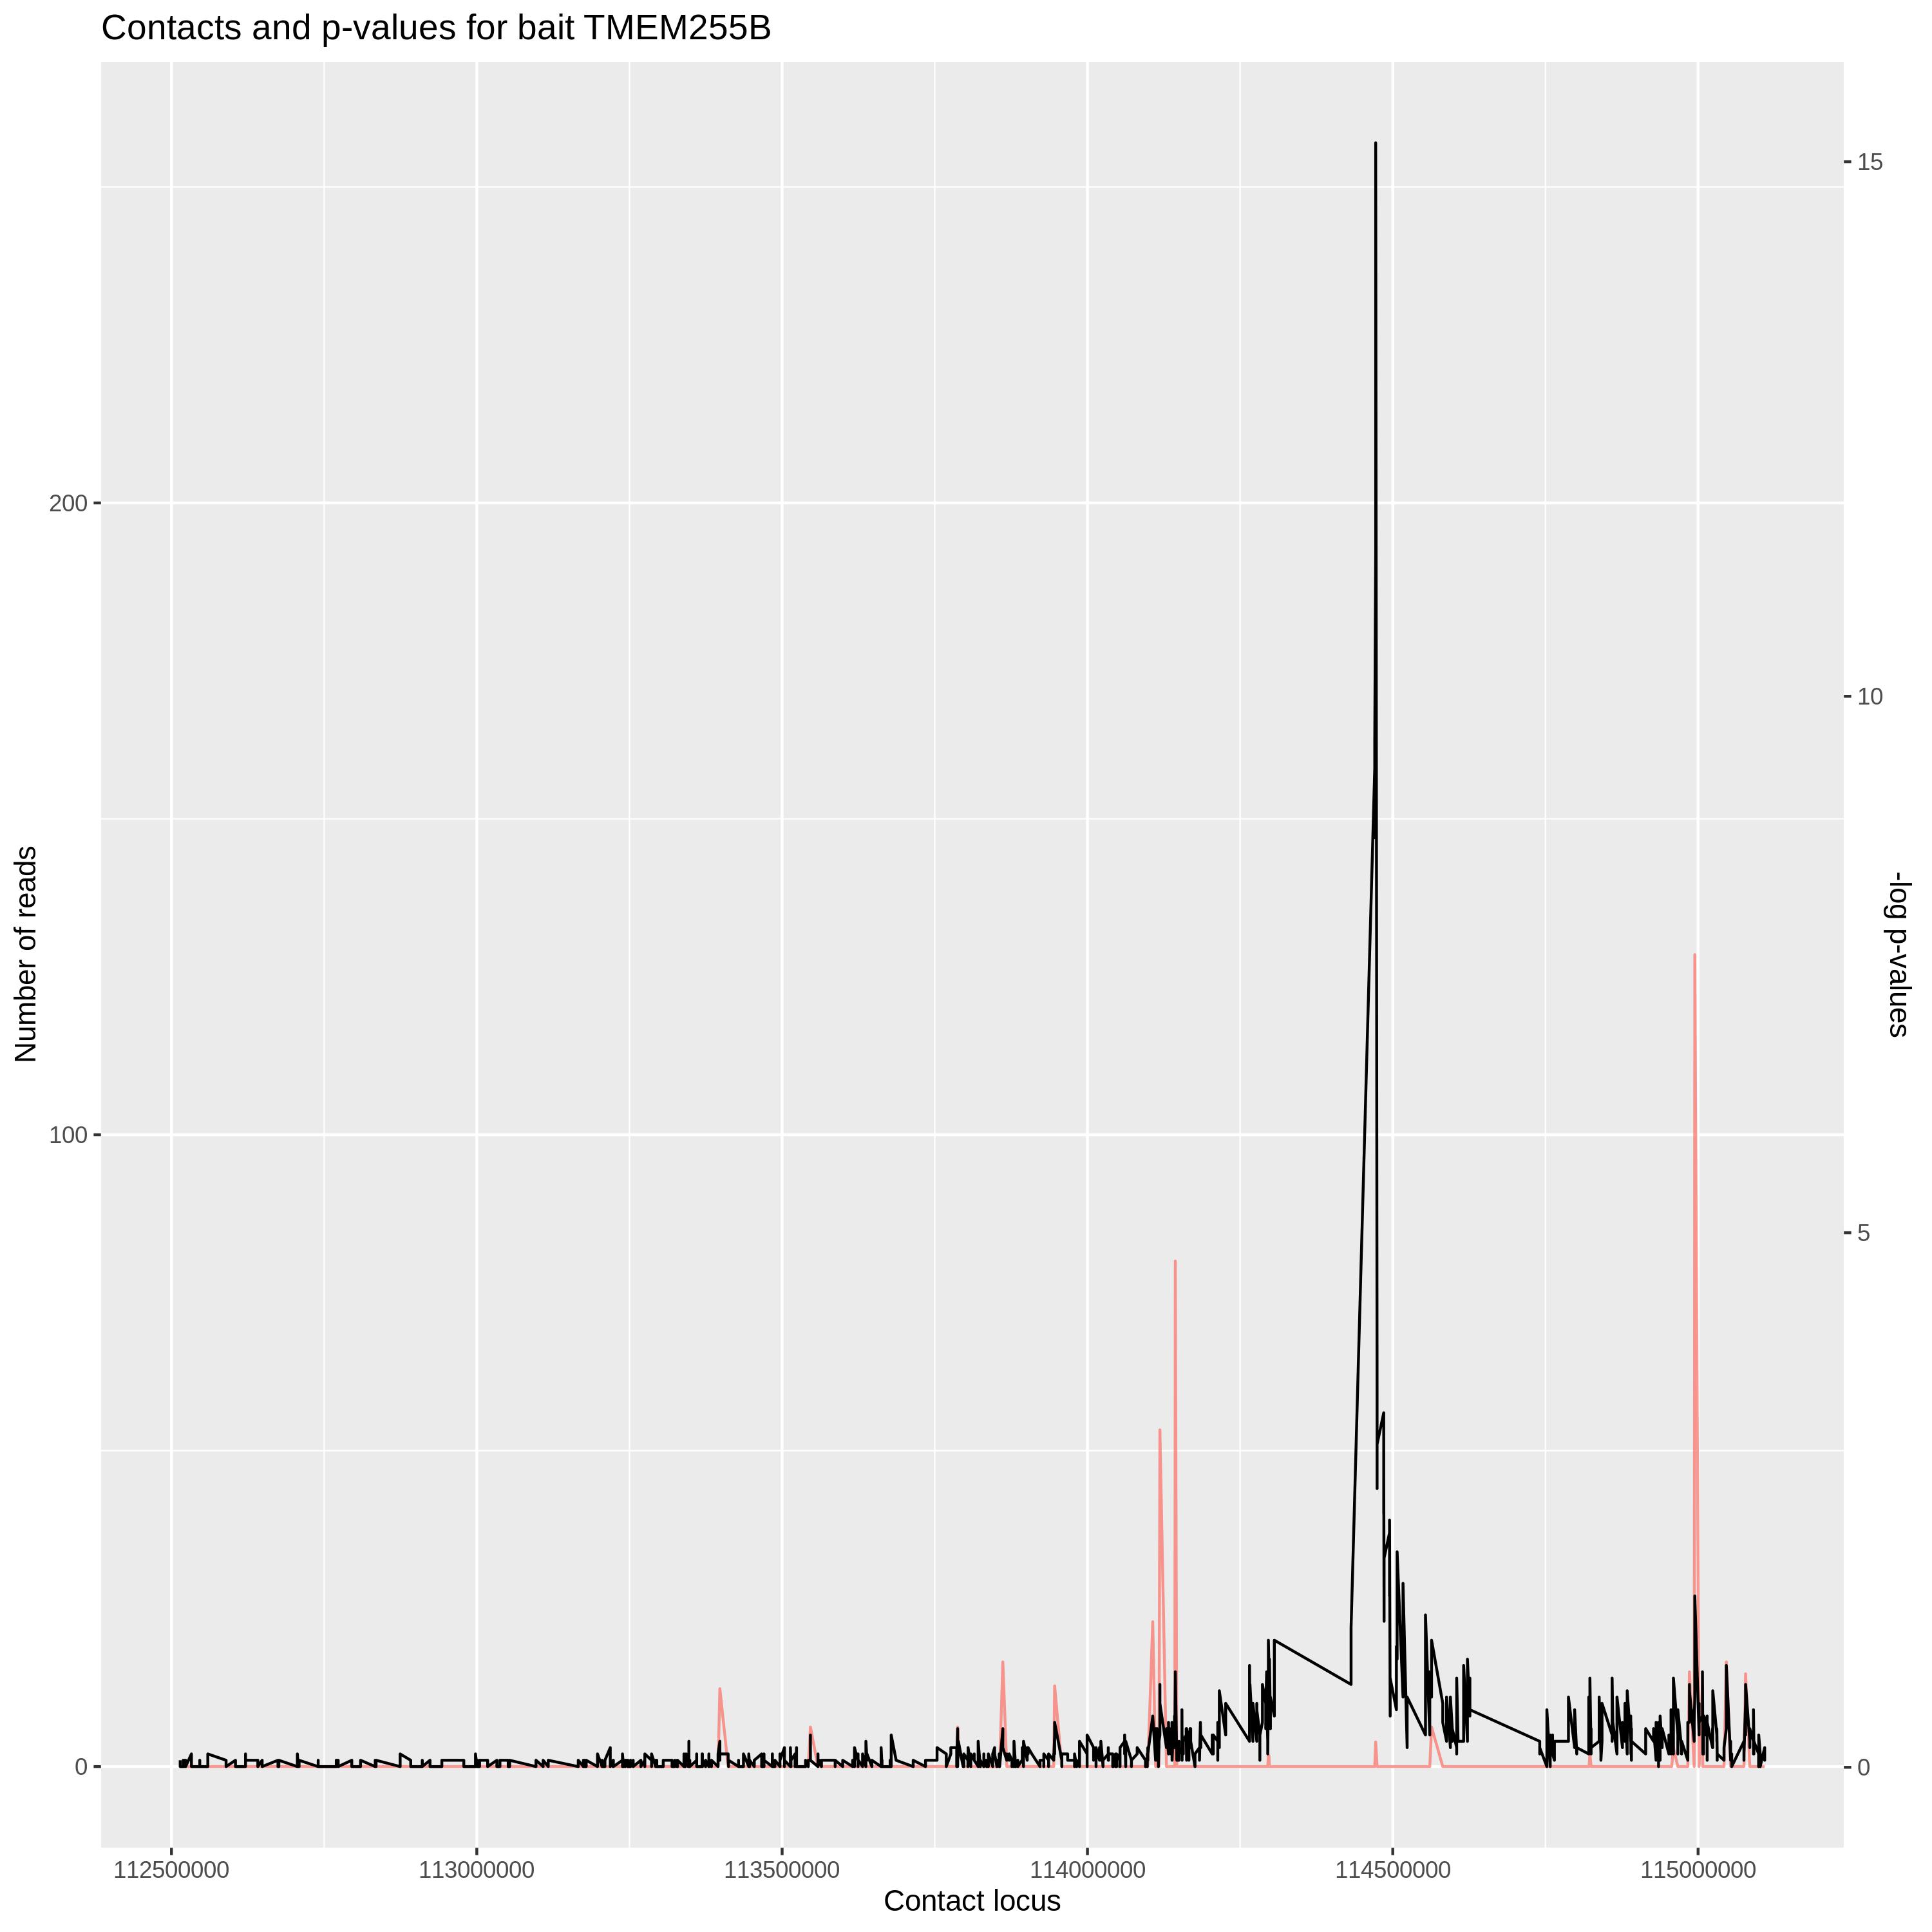 Contacts and p-values for bait TMEM255B
Number of reads
200
100
0
15
10
5
0
-log p-values
112500000 113000000 113500000 114000000 114500000 115000000
Contact locus